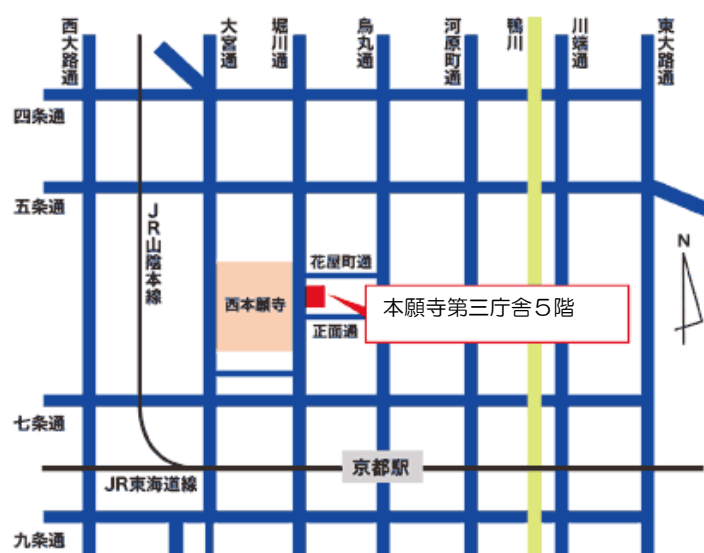 西大路通
大宮通
堀川通
烏丸通
河原町通
鴨川
川端通
東大路通
四条通
五条通
JR山陰本線
N
花屋町通
西本願寺
本願寺第三庁舎５階
正面通
七条通
京都駅
JR東海道線
九条通